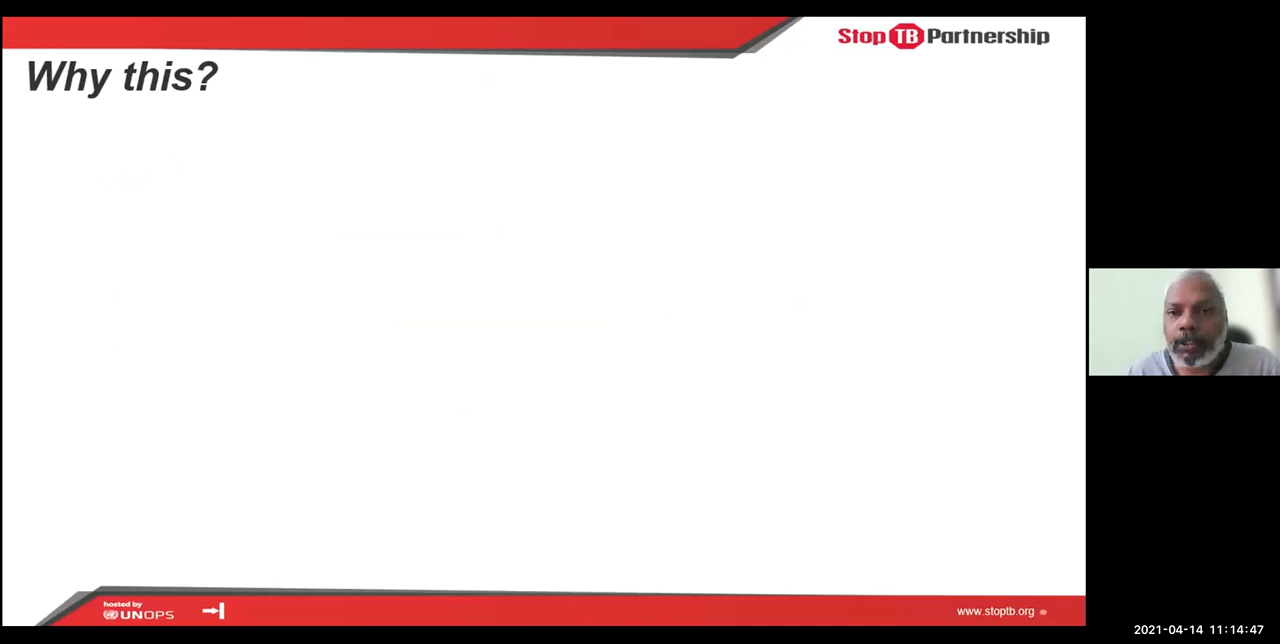 Stop TB Partnership
Why this?
hosted by
UNOPS
www.stoptb.org
2021-04-14 11:14:47